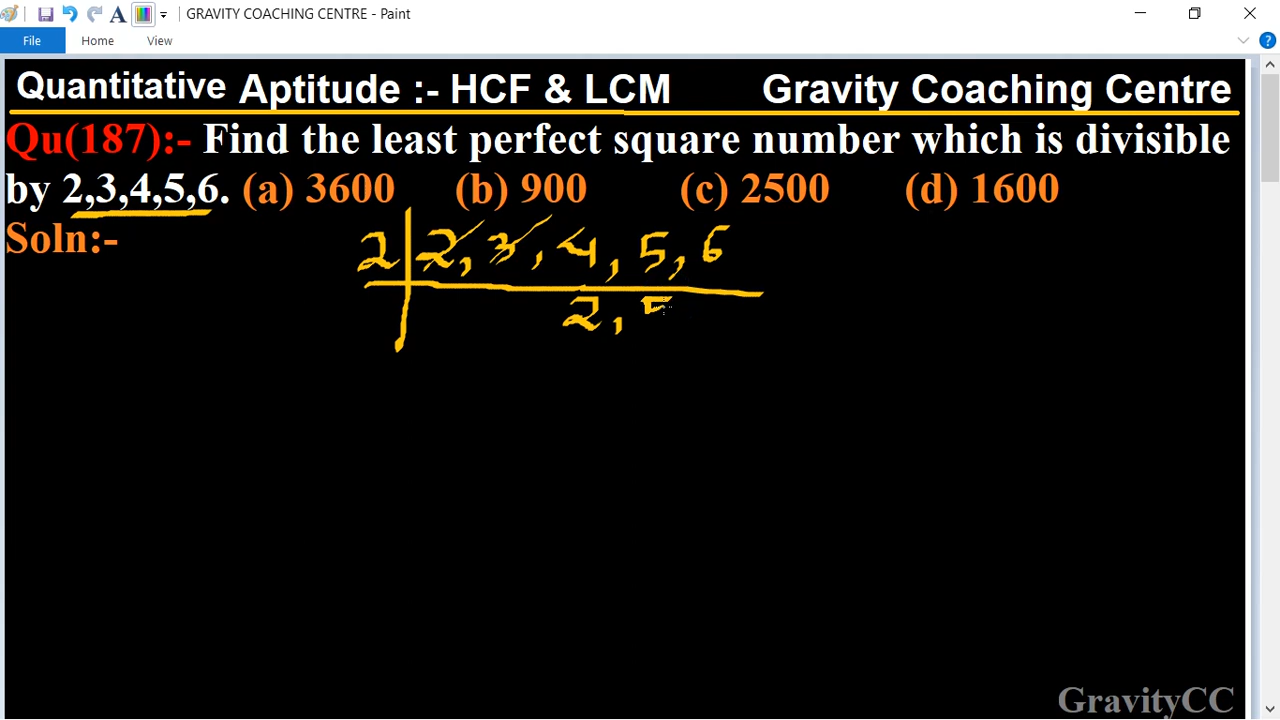 GRAVITY COACHING CENTRE - Paint
File Home View
Quantitative Aptitude :- HCF & LCM Gravity Coaching Centre
Qu(187):- Find the least perfect square number which is divisible
by 2,3,4,5,6. (a) 3600 (b) 900 (c) 2500 (d) 1600
Soln:-
2 2, 3, 4, 5, 6
2, 5
GravityCC